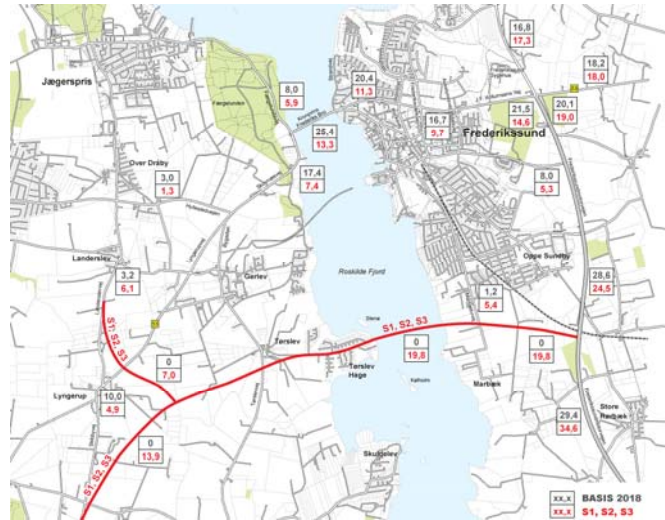 16,8
17,3
18,2
18,0
Jægerspris
8,0
5,9
20,4
11,3
Færgelunden
20,1
19,0
21,5
14,6
16,7
9,7
Frederikssund
26,4
13,3
Over Dråby
17,4
7,4
3,0
1,3
8,0
5,3
Landerslev
Gerlev
Oppe Sundby
3,2
6,1
Roskilde Fjord
28,6
24,5
1,2
5,4
S1, S2, S3
S1, S2, S3
Tørslev
0
19,8
0
19,8
0
7,0
Tørslev
Hage
Kølholm
Marbæk
Lyngerup
10,0
4,9
Store
Rørbæk
29,4
34,6
0
13,9
Skuldelev
S1, S2, S3
xx,x BASIS 2018
xx,x S1, S2, S3